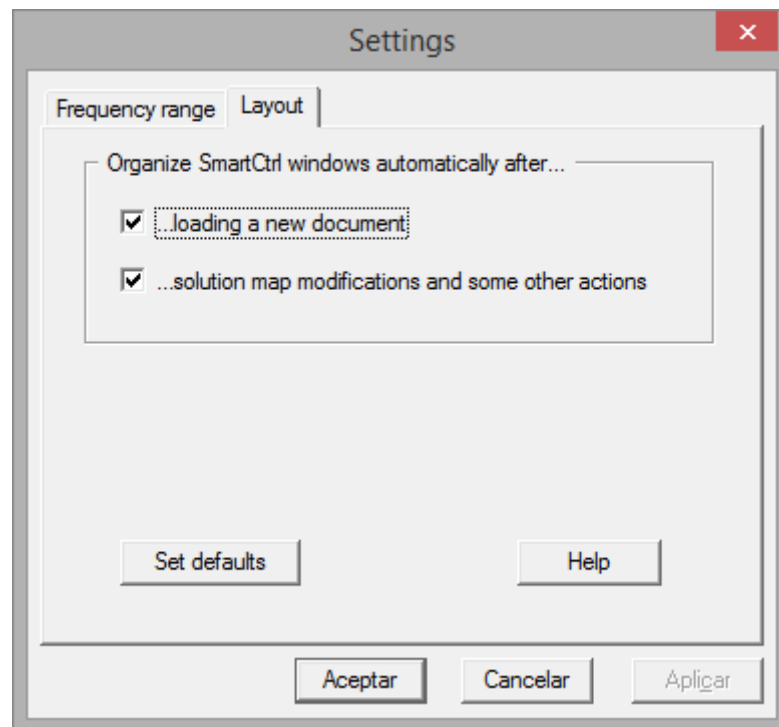 Settings
Frequency range
Layout
Organize SmartCtrl windows automatically after...
...loading a new document
...solution map modifications and some other actions
Set defaults
Help
Aceptar
Cancelar
Aplicar